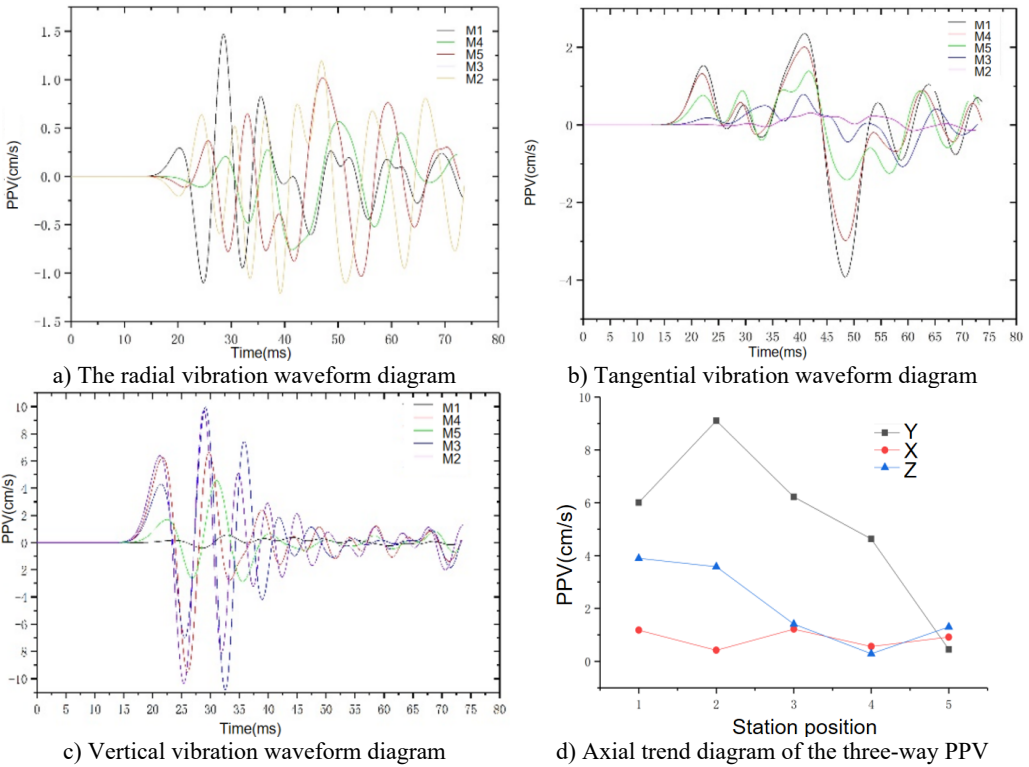 1.5
1.0
0.5
0.0
-0.5
-1.0
-1.5
PPV(cm/s)
M1
M4
M5
M3
M2
0 10 20 30 40 50 60 70 80
Time(ms)
a) The radial vibration waveform diagram
2
0
-2
-4
PPV(cm/s)
M1
M4
M5
M3
M2
0 5 10 15 20 25 30 35 40 45 50 55 60 65 70 75 80
Time(ms)
b) Tangential vibration waveform diagram
10
8
6
4
2
0
2
-4
6
8
-10
PPV(cm/s)
M1
M4
M5
M3
M2
0 5 10 15 20 25 30 35 40 45 50 55 60 65 70 75 80
Time(ms)
c) Vertical vibration waveform diagram
10
8
6
4
2
0
PPV(cm/s)
Y
X
Z
1 2 3 4 5
Station position
d) Axial trend diagram of the three-way PPV